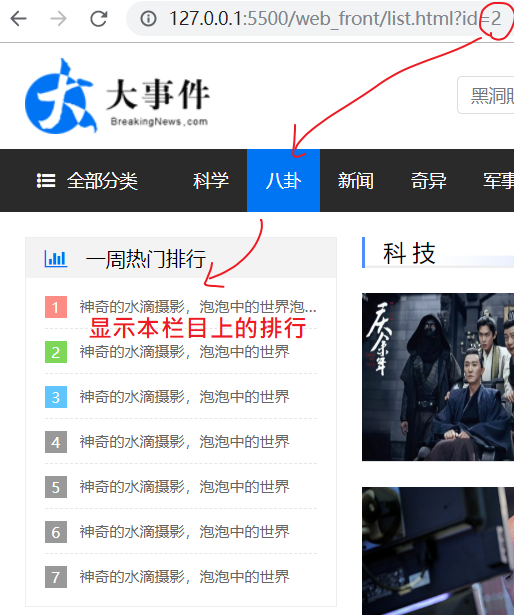 127.0.0.1:5500/web_front/list.html?id=2
大事件
BreakingNews.com
黑洞
全部分类 科学 八卦 新闻 奇异 军事
一周热门排行
科技
1 神奇的水滴摄影，泡泡中的世界泡...
显示本栏目上的排行
2 神奇的水滴摄影，泡泡中的世界
3 神奇的水滴摄影，泡泡中的世界
4 神奇的水滴摄影，泡泡中的世界
5 神奇的水滴摄影，泡泡中的世界
6 神奇的水滴摄影，泡泡中的世界
7 神奇的水滴摄影，泡泡中的世界
庆余年